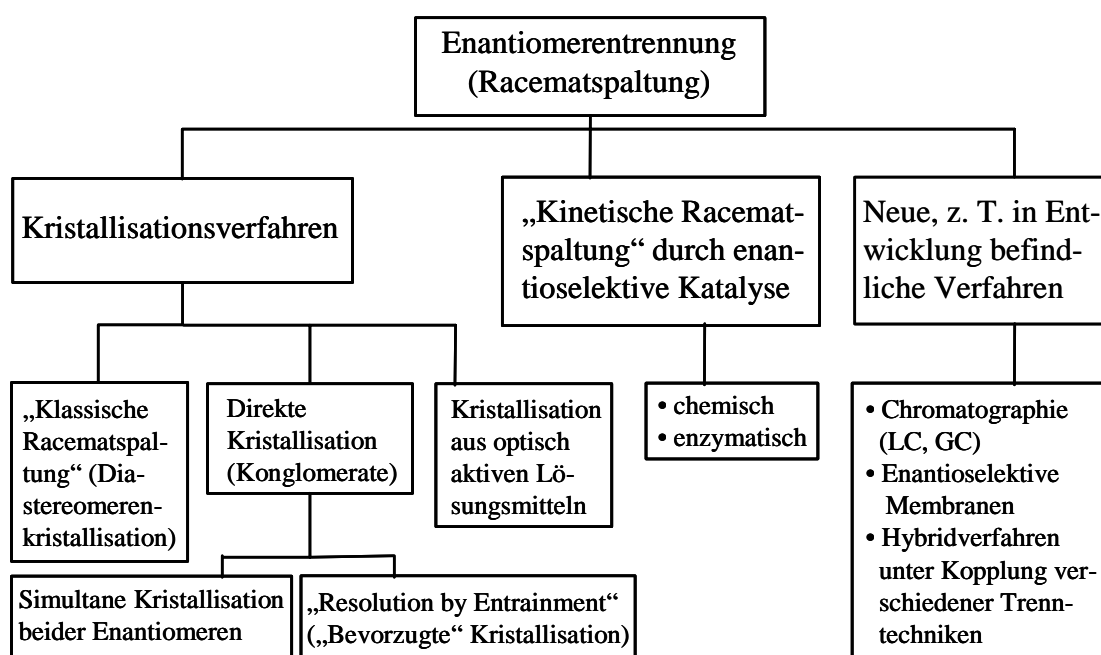 Enantiomerentrennung
(Racematspaltung)
Kristallisationsverfahren
„Kinetische Racemat-
spaltung“ durch enan-
tioselektive Katalyse
Neue, z. T. in Ent-
wicklung befind-
liche Verfahren
„Klassische
Racematspal-
tung“ (Dia-
stereomeren-
kristallisation)
Direkte
Kristallisation
(Konglomerate)
Kristallisation
aus optisch
aktiven Lö-
sungsmitteln
• chemisch
• enzymatisch
• Chromatographie
(LC, GC)
• Enantioselektive
Membranen
• Hybridverfahren
unter Kopplung ver-
schiedener Trenn-
techniken
Simultane Kristallisation
beider Enantiomeren
„Resolution by Entrainment“
(„Bevorzugte“ Kristallisation)